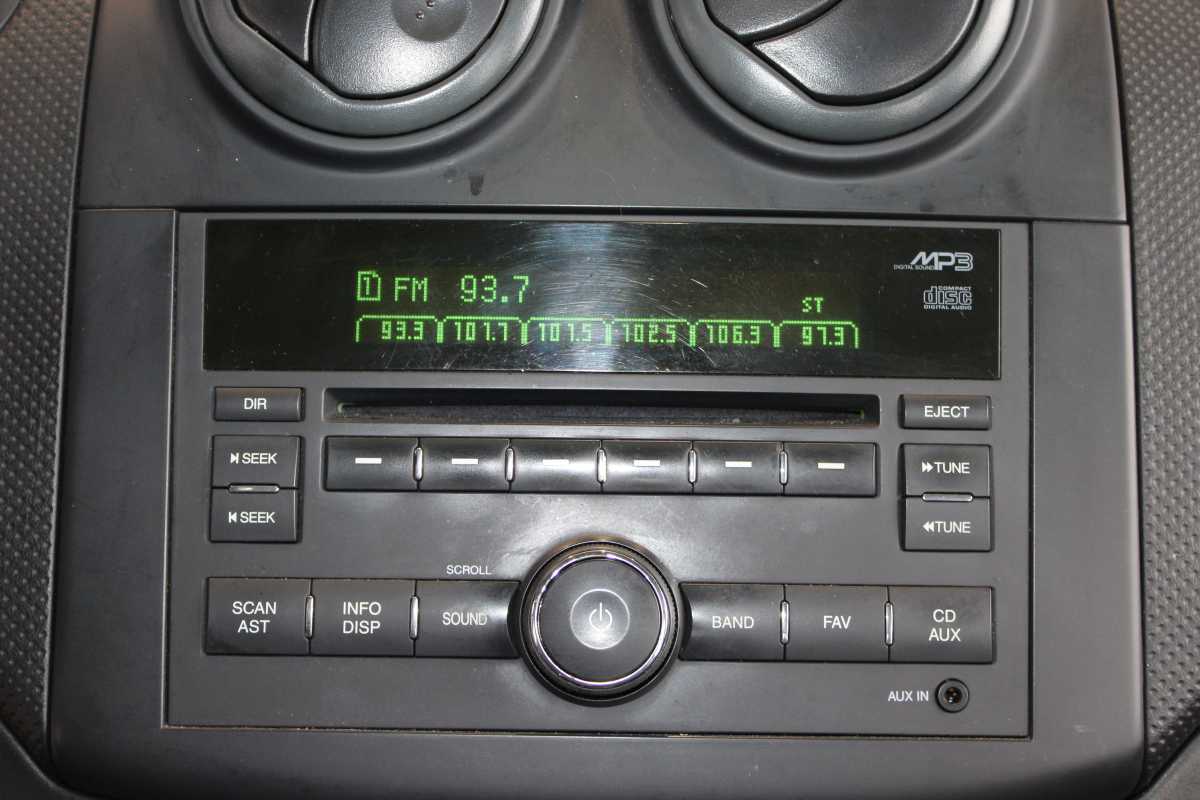 MP3
DIGITAL SOUND
1 FM 93.7
COMPACT
disc
DIGITAL AUDIO
ST
93.3 101.7 101.5 102.5 106.3 97.3
DIR
EJECT
SEEK
TUNE
SEEK
TUNE
SCROLL
SCAN
AST
INFO
DISP
SOUND
BAND
FAV
CD
AUX
AUX IN